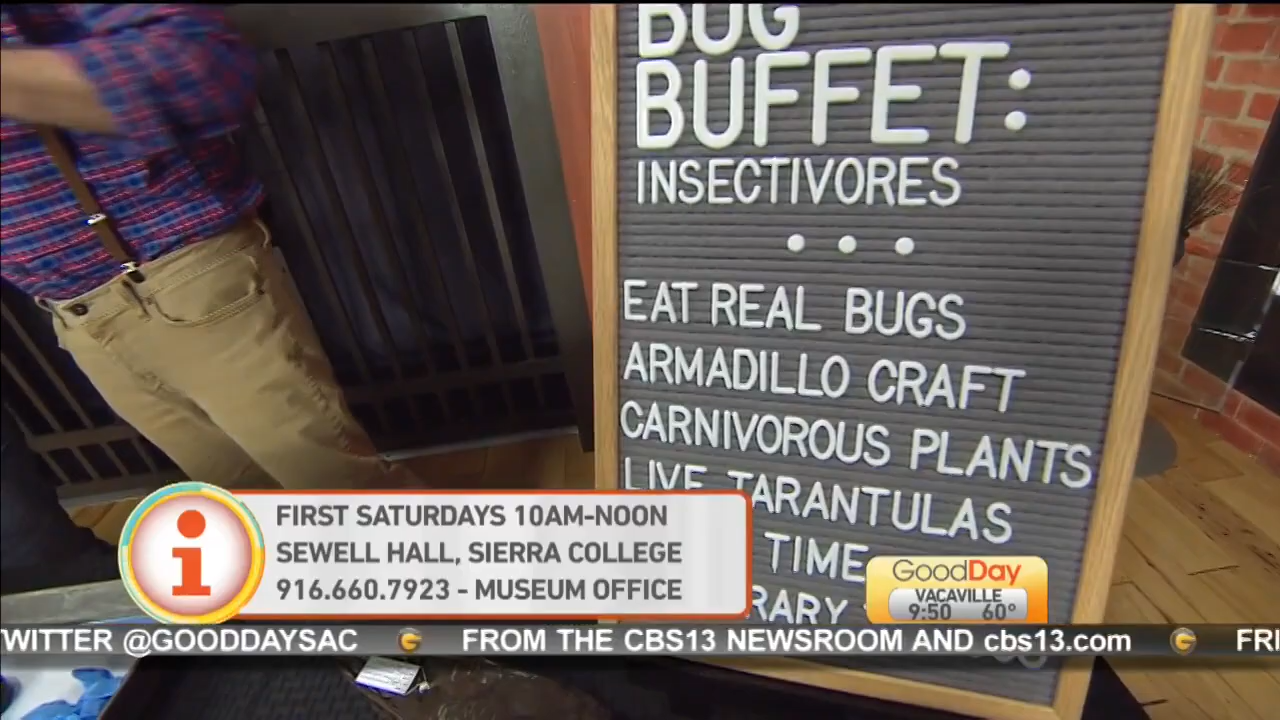 BUG
BUFFET:
INSECTIVORES
...
EAT REAL BUGS
ARMADILLO CRAFT
CARNIVOROUS PLANTS
LIVE TARANTULAS
TIME
FIRST SATURDAYS 10AM-NOON
SEWELL HALL, SIERRA COLLEGE
916.660.7923 - MUSEUM OFFICE
GoodDay
VACAVILLE
9:50 60°
TWITTER @GOODDAYSAC G FROM THE CBS13 NEWSROOM AND cbs13.com G FRI